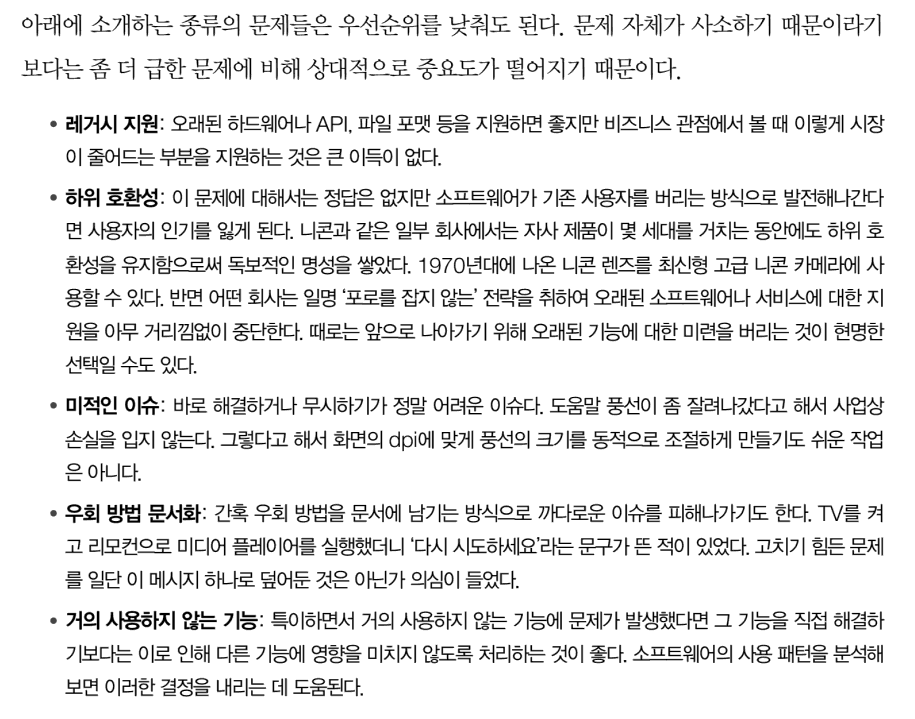 아래에 소개하는 종류의 문제들은 우선순위를 낮춰도 된다. 문제 자체가 사소하기 때문이라기
보다는 좀 더 급한 문제에 비해 상대적으로 중요도가 떨어지기 때문이다.
• 레거시 지원: 오래된 하드웨어나 API, 파일 포맷 등을 지원하면 좋지만 비즈니스 관점에서 볼 때 이렇게 시장
이 줄어드는 부분을 지원하는 것은 큰 이득이 없다.
• 하위 호환성: 이 문제에 대해서는 정답은 없지만 소프트웨어가 기존 사용자를 버리는 방식으로 발전해나간다
면 사용자의 인기를 잃게 된다. 니콘과 같은 일부 회사에서는 자사 제품이 몇 세대를 거치는 동안에도 하위 호
환성을 유지함으로써 독보적인 명성을 쌓았다. 1970년대에 나온 니콘 렌즈를 최신형 고급 니콘 카메라에 사
용할 수 있다. 반면 어떤 회사는 일명 ‘포로를 잡지 않는’ 전략을 취하여 오래된 소프트웨어나 서비스에 대한 지
원을 아무 거리낌없이 중단한다. 때로는 앞으로 나아가기 위해 오래된 기능에 대한 미련을 버리는 것이 현명한
선택일 수도 있다.
• 미적인 이슈: 바로 해결하거나 무시하기가 정말 어려운 이슈다. 도움말 풍선이 좀 잘려나갔다고 해서 사업상
손실을 입지 않는다. 그렇다고 해서 화면의 dpi에 맞게 풍선의 크기를 동적으로 조절하게 만들기도 쉬운 작업
은 아니다.
• 우회 방법 문서화: 간혹 우회 방법을 문서에 남기는 방식으로 까다로운 이슈를 피해나가기도 한다. TV를 켜
고 리모컨으로 미디어 플레이어를 실행했더니 ‘다시 시도하세요’라는 문구가 뜬 적이 있었다. 고치기 힘든 문제
를 일단 이 메시지 하나로 덮어둔 것은 아닌가 의심이 들었다.
• 거의 사용하지 않는 기능: 특이하면서 거의 사용하지 않는 기능에 문제가 발생했다면 그 기능을 직접 해결하
기보다는 이로 인해 다른 기능에 영향을 미치지 않도록 처리하는 것이 좋다. 소프트웨어의 사용 패턴을 분석해
보면 이러한 결정을 내리는 데 도움된다.